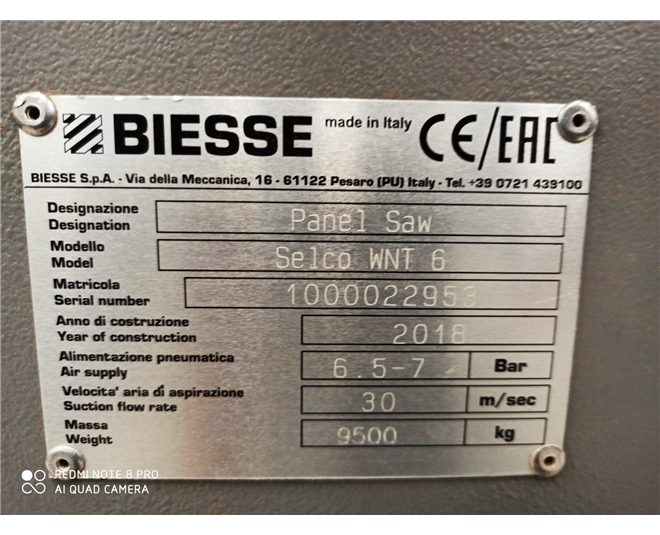 BIESSE made in Italy CE/EAC
BIESSE S.p.A. - Via della Meccanica, 16 - 61122 Pesaro (PU) Italy - Tel. +39 0721 439100
Designazione
Designation Panel Saw
Modello
Model Selco WNT 6
Matricola
Serial number 1000022953
Anno di costruzione
Year of construction 2018
Alimentazione pneumatica
Air supply 6.5-7 Bar
Velocita' aria di aspirazione
Suction flow rate 30 m/sec
Massa
Weight 9500 kg
REDMI NOTE 8 PRO
AI QUAD CAMERA